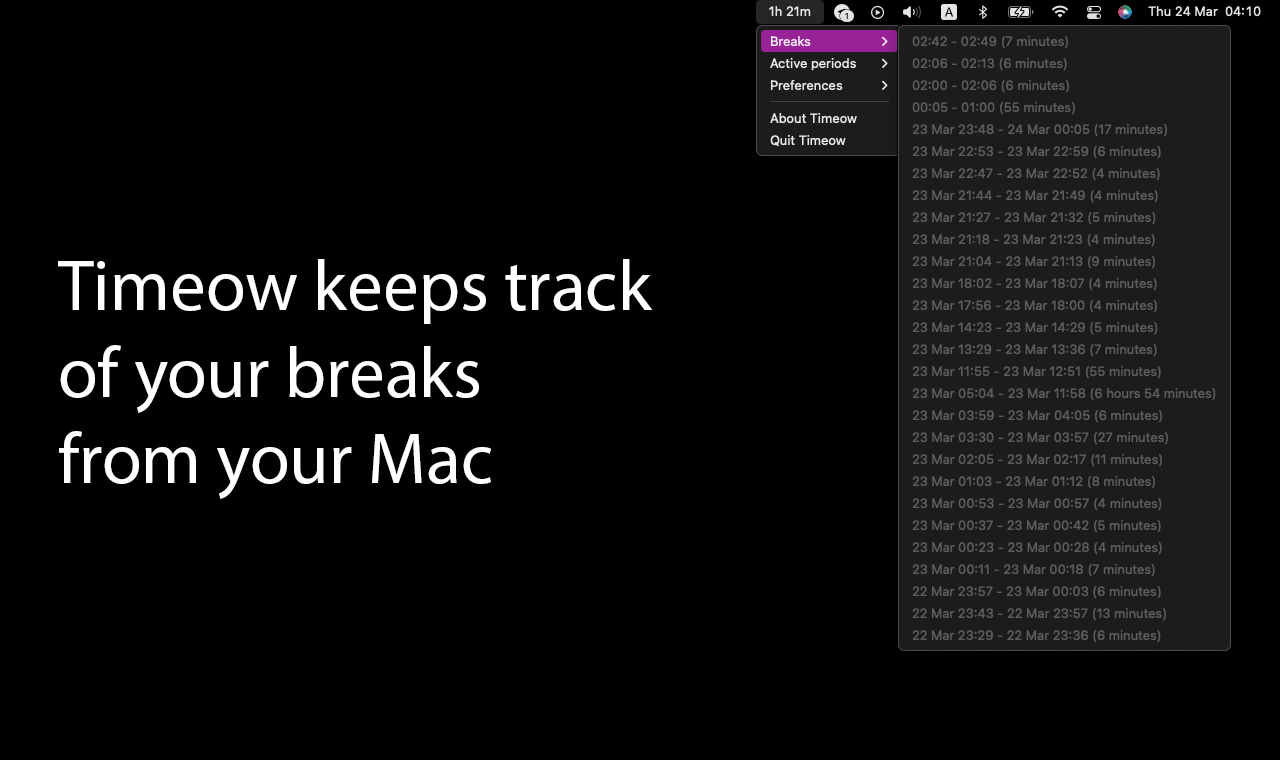 1h 21m 1 A Thu 24 Mar 04:10
Breaks
Active periods
Preferences
About Timeow
Quit Timeow
02:42 - 02:49 (7 minutes)
02:06 - 02:13 (6 minutes)
02:00 - 02:06 (6 minutes)
00:05 - 01:00 (55 minutes)
23 Mar 23:48 - 24 Mar 00:05 (17 minutes)
23 Mar 22:53 - 23 Mar 22:59 (6 minutes)
23 Mar 22:47 - 23 Mar 22:52 (4 minutes)
23 Mar 21:44 - 23 Mar 21:49 (4 minutes)
23 Mar 21:27 - 23 Mar 21:32 (5 minutes)
23 Mar 21:18 - 23 Mar 21:23 (4 minutes)
23 Mar 21:04 - 23 Mar 21:13 (9 minutes)
23 Mar 18:02 - 23 Mar 18:07 (4 minutes)
23 Mar 17:56 - 23 Mar 18:00 (4 minutes)
23 Mar 14:23 - 23 Mar 14:29 (5 minutes)
23 Mar 13:29 - 23 Mar 13:36 (7 minutes)
23 Mar 11:55 - 23 Mar 12:51 (55 minutes)
23 Mar 05:04 - 23 Mar 11:58 (6 hours 54 minutes)
23 Mar 03:59 - 23 Mar 04:05 (6 minutes)
23 Mar 03:30 - 23 Mar 03:57 (27 minutes)
23 Mar 02:05 - 23 Mar 02:17 (11 minutes)
23 Mar 01:03 - 23 Mar 01:12 (8 minutes)
23 Mar 00:53 - 23 Mar 00:57 (4 minutes)
23 Mar 00:37 - 23 Mar 00:42 (5 minutes)
23 Mar 00:23 - 23 Mar 00:28 (4 minutes)
23 Mar 00:11 - 23 Mar 00:18 (7 minutes)
22 Mar 23:57 - 23 Mar 00:03 (6 minutes)
22 Mar 23:43 - 22 Mar 23:57 (13 minutes)
22 Mar 23:29 - 22 Mar 23:36 (6 minutes)
Timeow keeps track
of your breaks
from your Mac